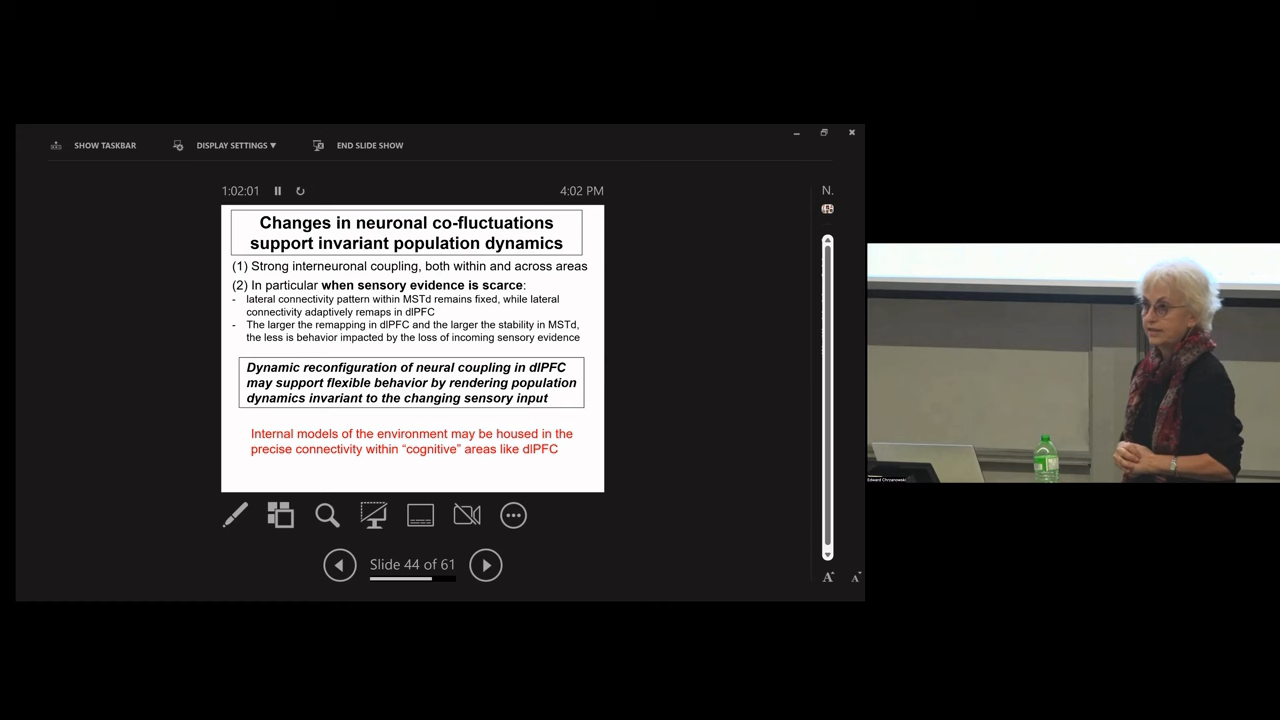 SHOW TASKBAR
DISPLAY SETTINGS ▼
END SLIDE SHOW
1:02:01
4:02 PM
N.
Changes in neuronal co-fluctuations
support invariant population dynamics
(1) Strong interneuronal coupling, both within and across areas
(2) In particular when sensory evidence is scarce:
- lateral connectivity pattern within MSTd remains fixed, while lateral
connectivity adaptively remaps in dlPFC
- The larger the remapping in dlPFC and the larger the stability in MSTd,
the less is behavior impacted by the loss of incoming sensory evidence
Dynamic reconfiguration of neural coupling in dlPFC
may support flexible behavior by rendering population
dynamics invariant to the changing sensory input
Internal models of the environment may be housed in the
precise connectivity within “cognitive” areas like dlPFC
Slide 44 of 61
A A
Edward Chrzanowski